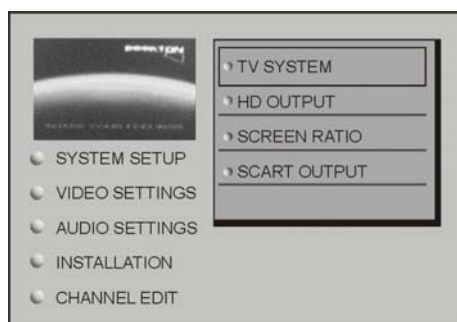 SYSTEM SETUP
VIDEO SETTINGS
AUDIO SETTINGS
INSTALLATION
CHANNEL EDIT
TV SYSTEM
HD OUTPUT
SCREEN RATIO
SCART OUTPUT